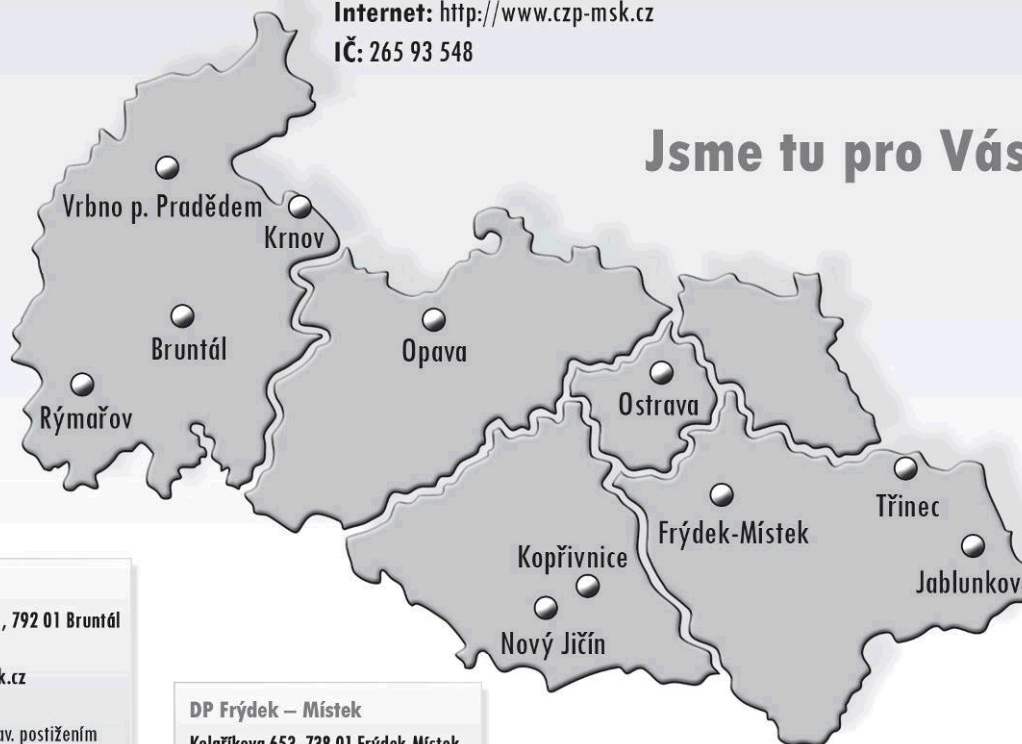 Internet: http://www.czp-msk.cz
IČ: 265 93 548
Jsme tu pro Vás
Vrbno p. Pradědem
Krnov
Bruntál
Opava
Rýmařov
Ostrava
Třinec
Frýdek-Místek
Kopřivnice
Jablunkov
Nový Jičín
, 792 01 Bruntál
k.cz
av. postižením
DP Frýdek – Místek
Kolaříkova 653, 738 01 Frýdek-Místek